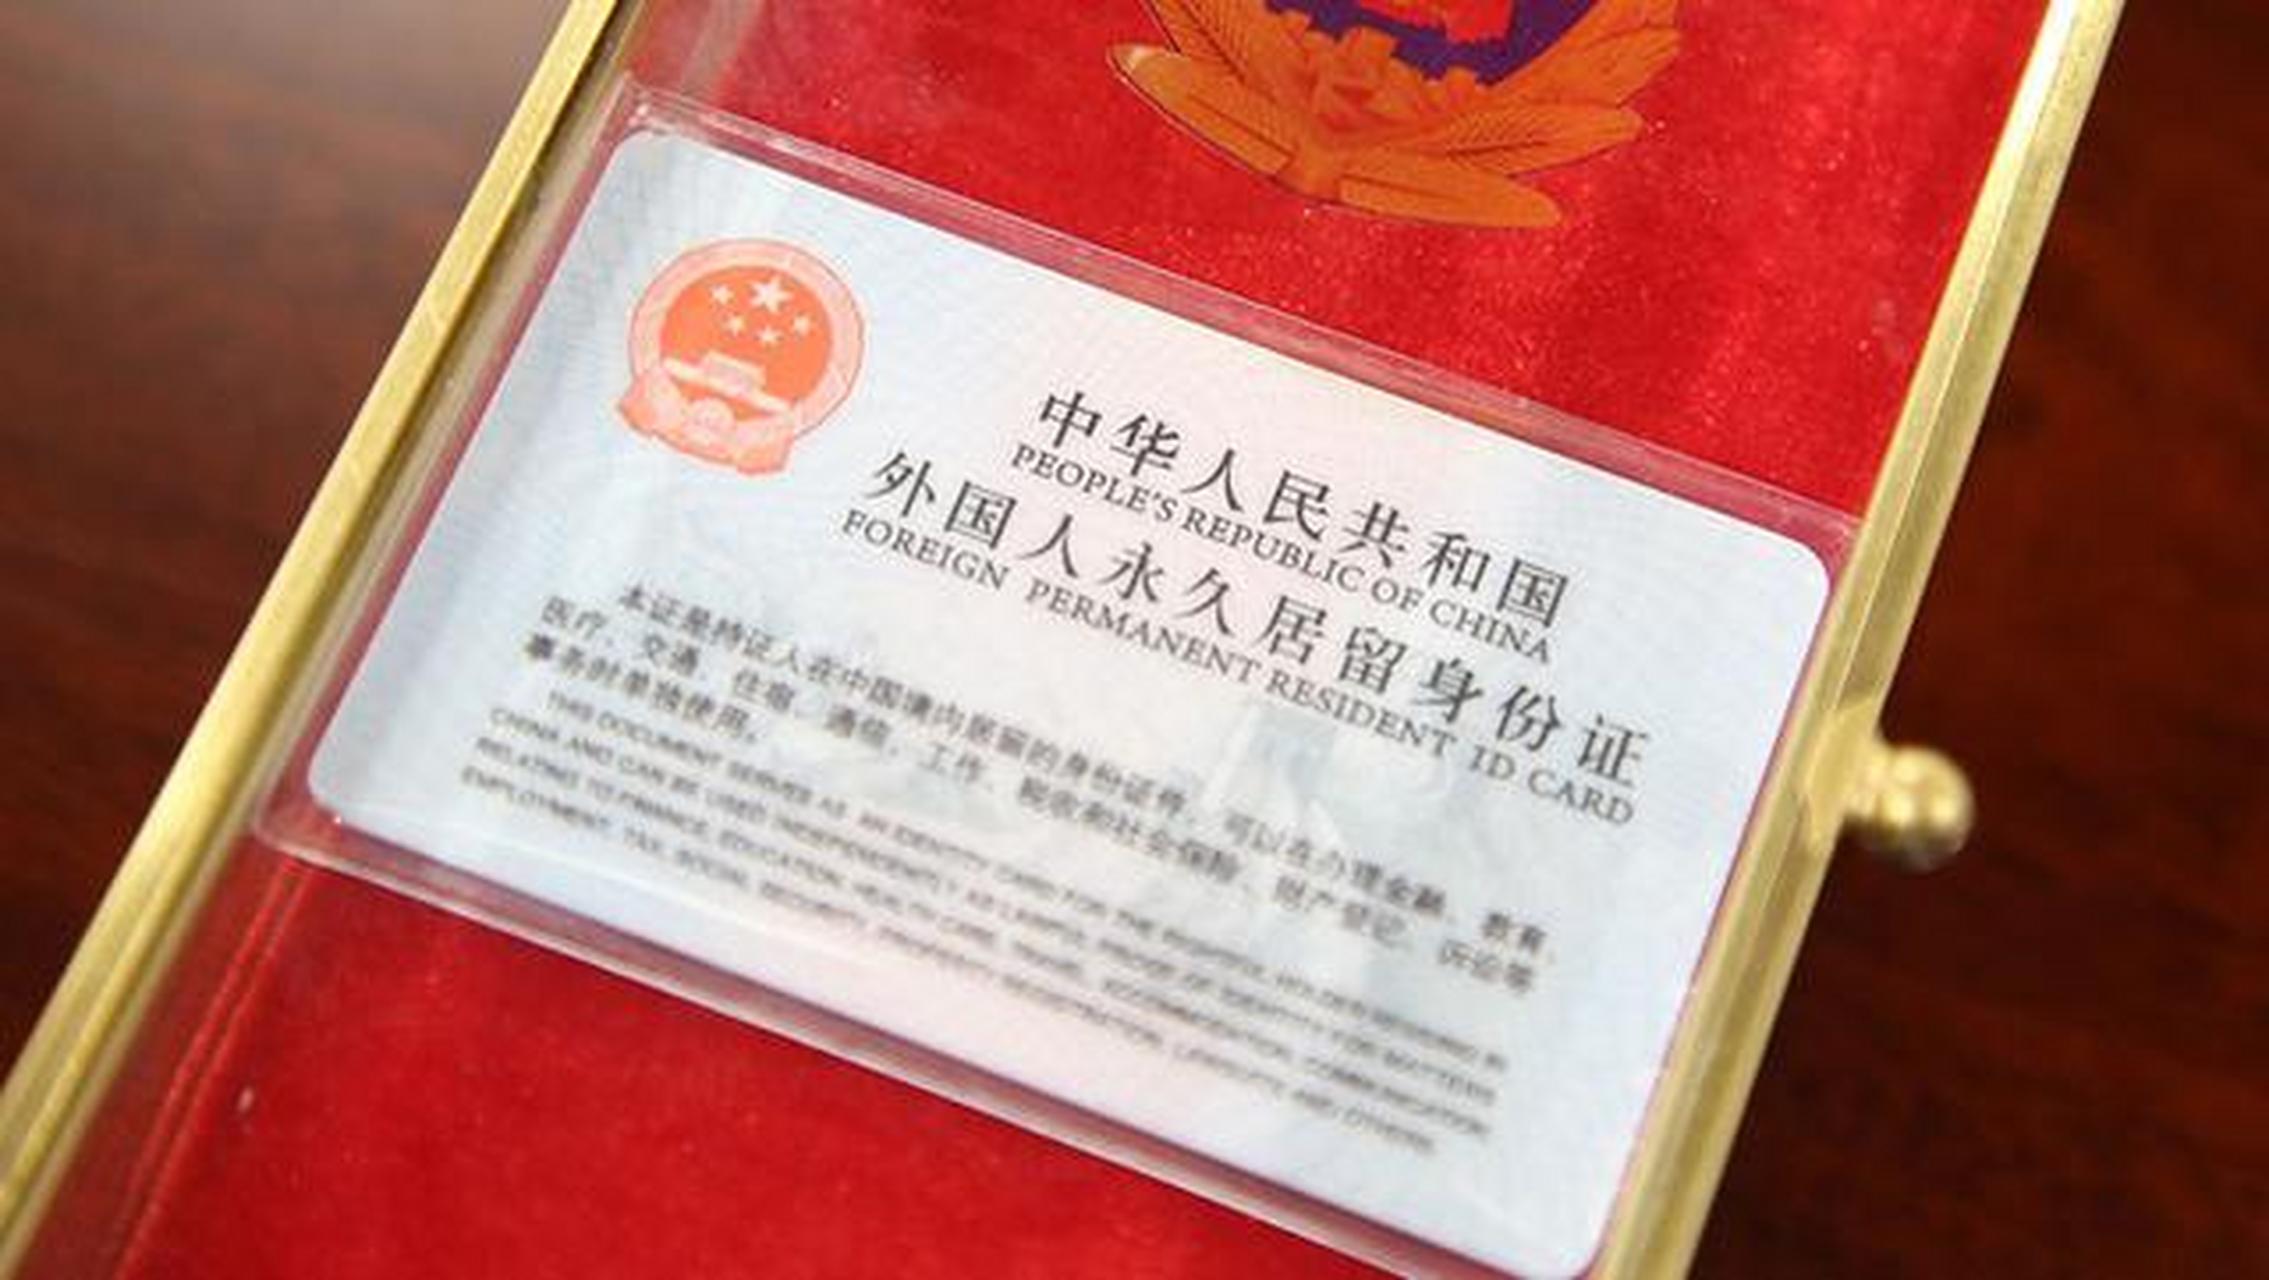 中华人民共和国
PEOPLE'S REPUBLIC OF CHINA
外国人永久居留身份证
FOREIGN PERMANENT RESIDENT ID CARD
本证是持证人在中国境内居留的身份证件，可以在办理金融、教育、
医疗、交通、住宿、通信、工作、税收和社会保险、财产登记、诉讼等
事务时单独使用。
THIS DOCUMENT SERVES AS AN IDENTITY CARD FOR THE
CHINA AND CAN BE USED INDEPENDENTLY AS LAWFUL PROOF OF IDENTITY FOR MATTERS
RELATING TO FINANCE, EDUCATION, HEALTH CARE, TRAVEL, ACCOMMODATION, COMMUNICATION,
EMPLOYMENT, TAX, SOCIAL SECURITY, PROPERTY REGISTRATION, LAWSUITS AND OTHERS.